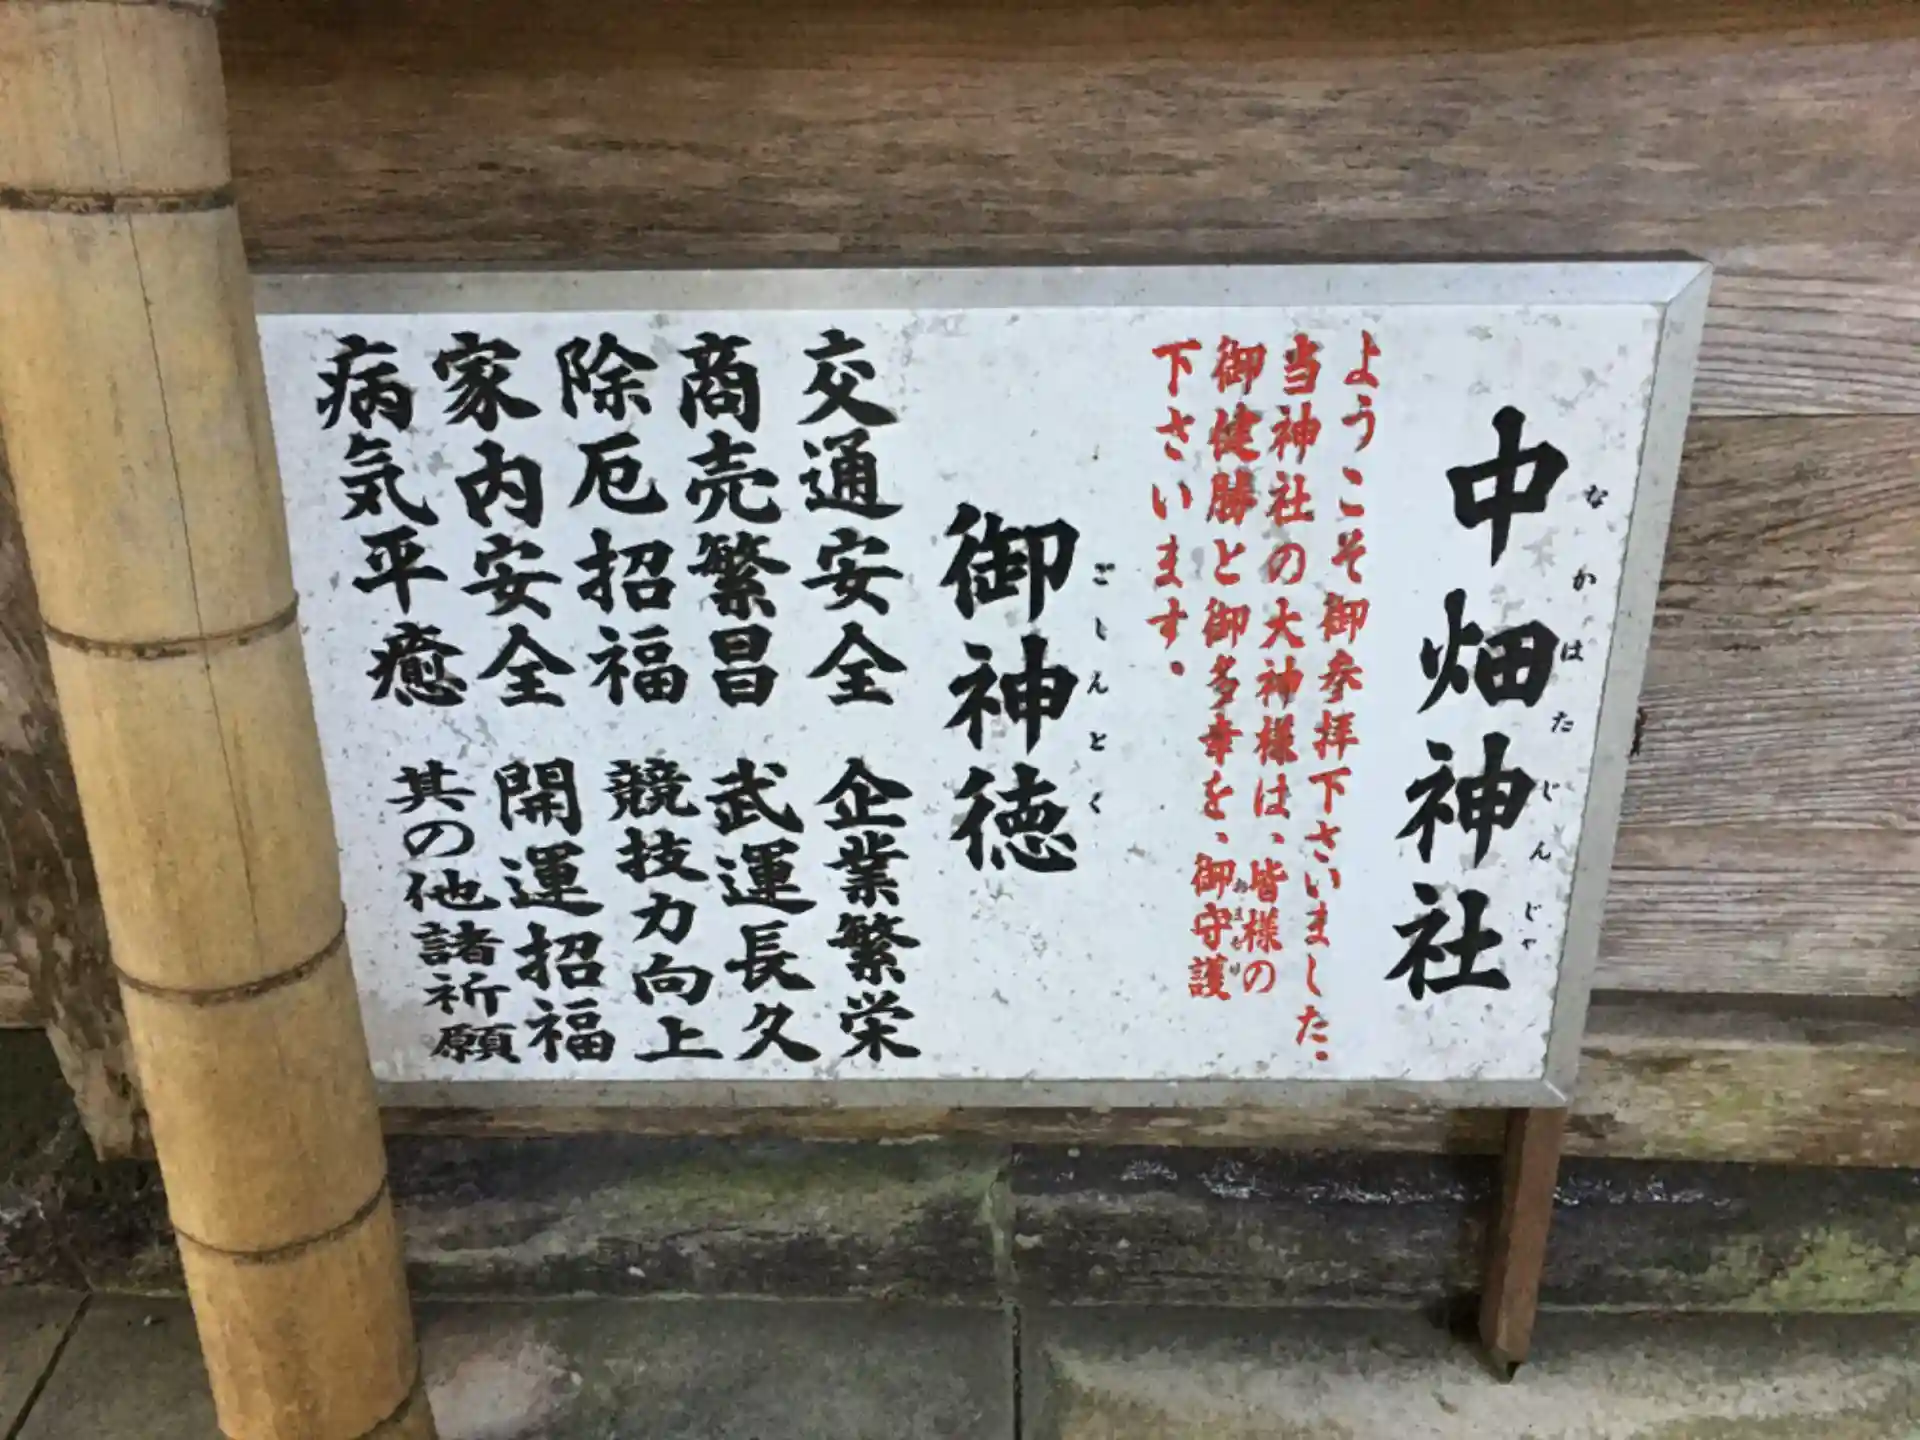 中畑神社
なかはたじんじゃ
ようこそ御参拝下さいました.
当神社の大神様は、皆様の
御健勝と御多幸を、御守護
おまもり
下さいます.
御神徳
ごしんとく
交通安全
商売繁昌
除厄招福
家内安全
病気平癒
企業繁栄
武運長久
競技力向上
開運招福
其の他諸祈願